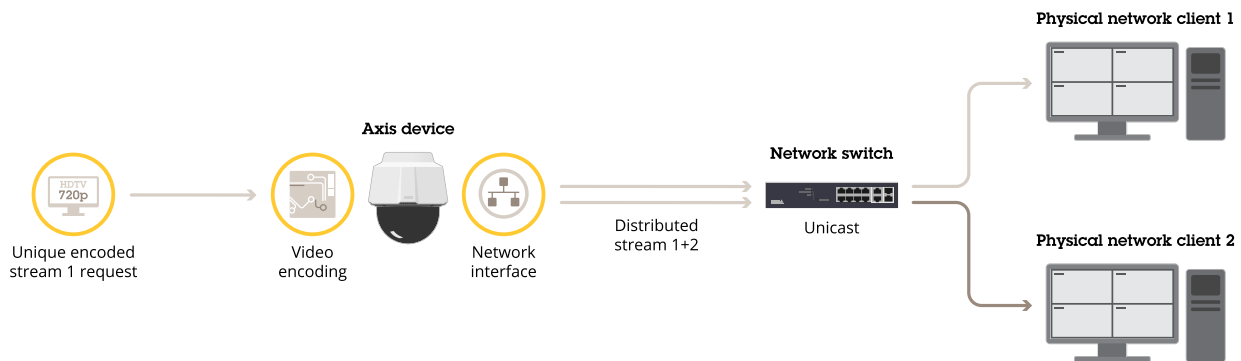 Physical network client 1
Axis device
Network switch
HDTV
720p
Unique encoded
stream 1 request
Video
encoding
Network
interface
Distributed
stream 1+2
Unicast
Physical network client 2